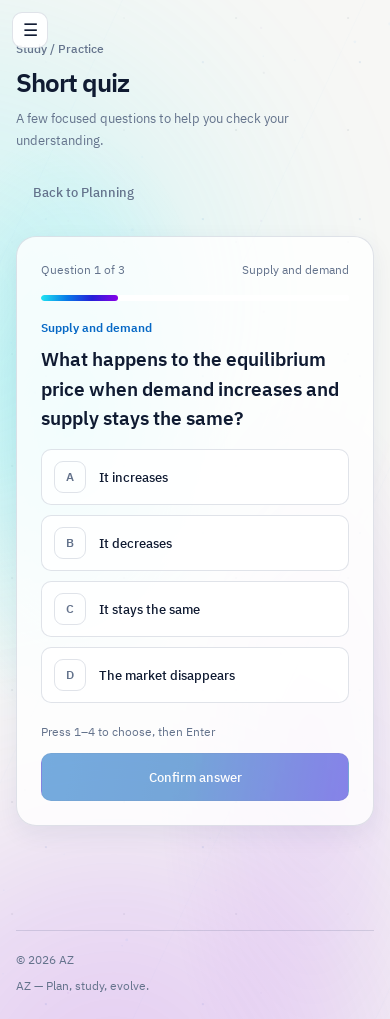 ☰
Study / Practice
Short quiz
A few focused questions to help you check your
understanding.
Back to Planning
Question 1 of 3
Supply and demand
Supply and demand
What happens to the equilibrium
price when demand increases and
supply stays the same?
A It increases
B It decreases
C It stays the same
D The market disappears
Press 1–4 to choose, then Enter
Confirm answer
© 2026 AZ
AZ — Plan, study, evolve.